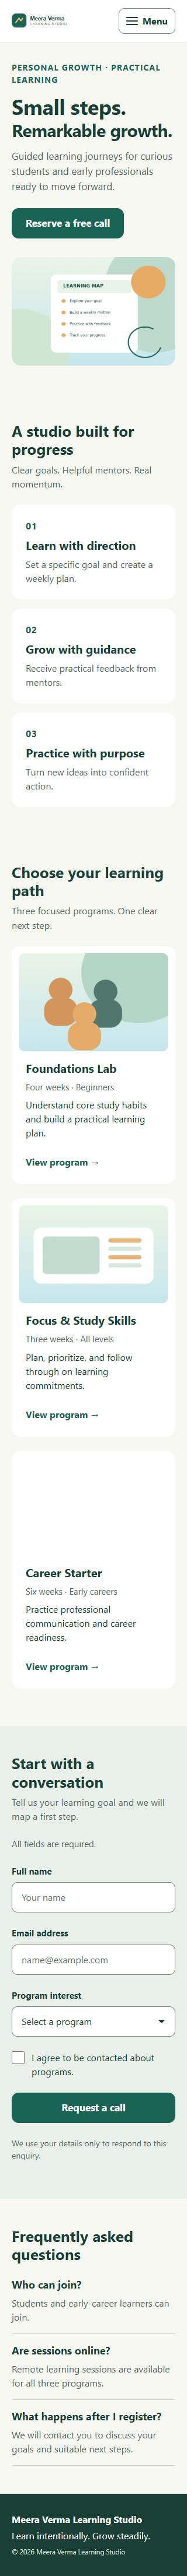 Meera Verma
LEARNING STUDIO
Menu
PERSONAL GROWTH · PRACTICAL
LEARNING
Small steps.
Remarkable growth.
Guided learning journeys for curious
students and early professionals
ready to move forward.
Reserve a free call
LEARNING MAP
Explore your goal
Build a weekly rhythm
Practice with feedback
Track your progress
A studio built for
progress
Clear goals. Helpful mentors. Real
momentum.
01
Learn with direction
Set a specific goal and create a
weekly plan.
02
Grow with guidance
Receive practical feedback from
mentors.
03
Practice with purpose
Turn new ideas into confident
action.
Choose your learning
path
Three focused programs. One clear
next step.
Foundations Lab
Four weeks · Beginners
Understand core study habits
and build a practical learning
plan.
View program →
Focus & Study Skills
Three weeks · All levels
Plan, prioritize, and follow
through on learning
commitments.
View program →
Career Starter
Six weeks · Early careers
Practice professional
communication and career
readiness.
View program →
Start with a
conversation
Tell us your learning goal and we will
map a first step.
All fields are required.
Full name
Your name
Email address
name@example.com
Program interest
Select a program
I agree to be contacted about
programs.
Request a call
We use your details only to respond to this
enquiry.
Frequently asked
questions
Who can join?
Students and early-career learners can
join.
Are sessions online?
Remote learning sessions are available
for all three programs.
What happens after I register?
We will contact you to discuss your
goals and suitable next steps.
Meera Verma Learning Studio
Learn intentionally. Grow steadily.
© 2026 Meera Verma Learning Studio